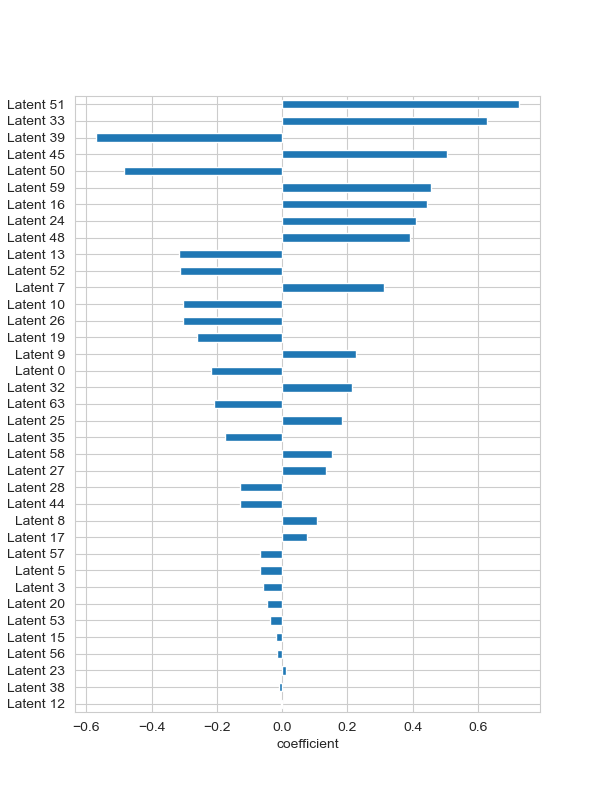 Latent 51
Latent 33
Latent 39
Latent 45
Latent 50
Latent 59
Latent 16
Latent 24
Latent 48
Latent 13
Latent 52
Latent 7
Latent 10
Latent 26
Latent 19
Latent 9
Latent 0
Latent 32
Latent 63
Latent 25
Latent 35
Latent 58
Latent 27
Latent 28
Latent 44
Latent 8
Latent 17
Latent 57
Latent 5
Latent 3
Latent 20
Latent 53
Latent 15
Latent 56
Latent 23
Latent 38
Latent 12
−0.6 −0.4 −0.2 0.0 0.2 0.4 0.6
coefficient